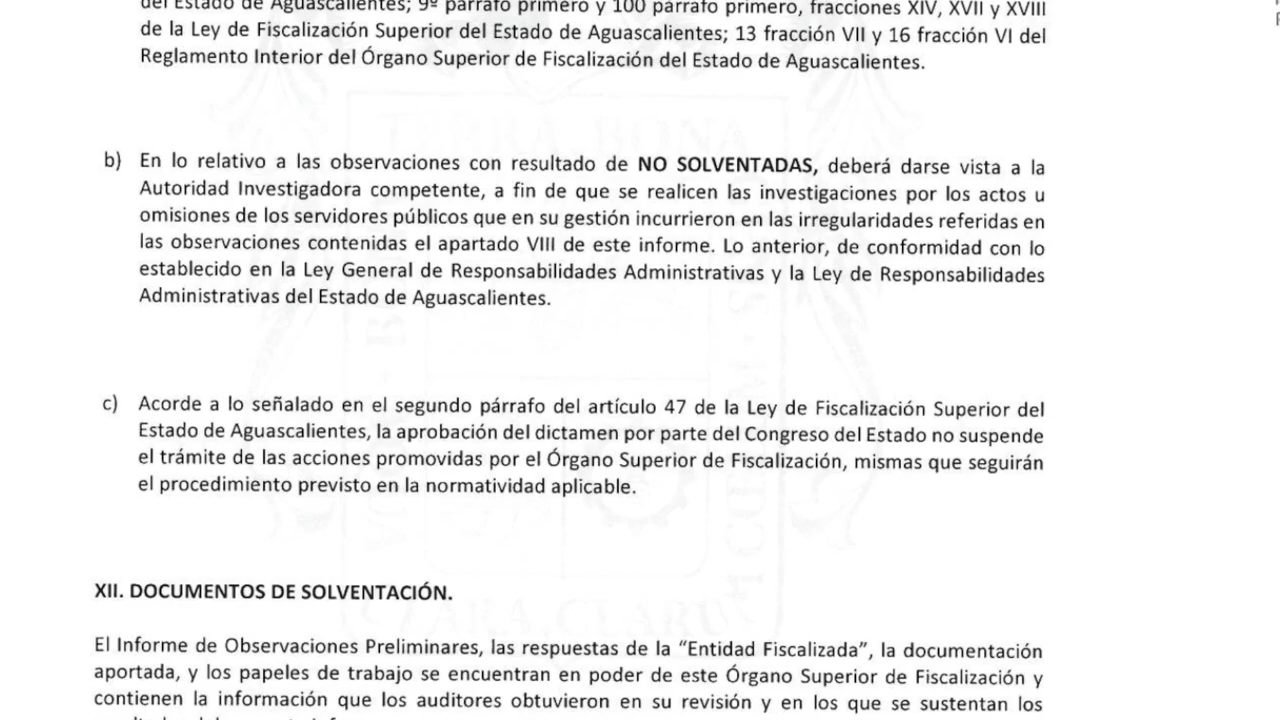 del Estado de Aguascalientes; 9º párrafo primero y 100 párrafo primero, fracciones XIV, XVII y XVIII
de la Ley de Fiscalización Superior del Estado de Aguascalientes; 13 fracción VII y 16 fracción VI del
Reglamento Interior del Órgano Superior de Fiscalización del Estado de Aguascalientes.
b) En lo relativo a las observaciones con resultado de NO SOLVENTADAS, deberá darse vista a la
Autoridad Investigadora competente, a fin de que se realicen las investigaciones por los actos u
omisiones de los servidores públicos que en su gestión incurrieron en las irregularidades referidas en
las observaciones contenidas el apartado VIII de este informe. Lo anterior, de conformidad con lo
establecido en la Ley General de Responsabilidades Administrativas y la Ley de Responsabilidades
Administrativas del Estado de Aguascalientes.
c) Acorde a lo señalado en el segundo párrafo del artículo 47 de la Ley de Fiscalización Superior del
Estado de Aguascalientes, la aprobación del dictamen por parte del Congreso del Estado no suspende
el trámite de las acciones promovidas por el Órgano Superior de Fiscalización, mismas que seguirán
el procedimiento previsto en la normatividad aplicable.
XII. DOCUMENTOS DE SOLVENTACIÓN.
El Informe de Observaciones Preliminares, las respuestas de la “Entidad Fiscalizada”, la documentación
aportada, y los papeles de trabajo se encuentran en poder de este Órgano Superior de Fiscalización y
contienen la información que los auditores obtuvieron en su revisión y en los que se sustentan los